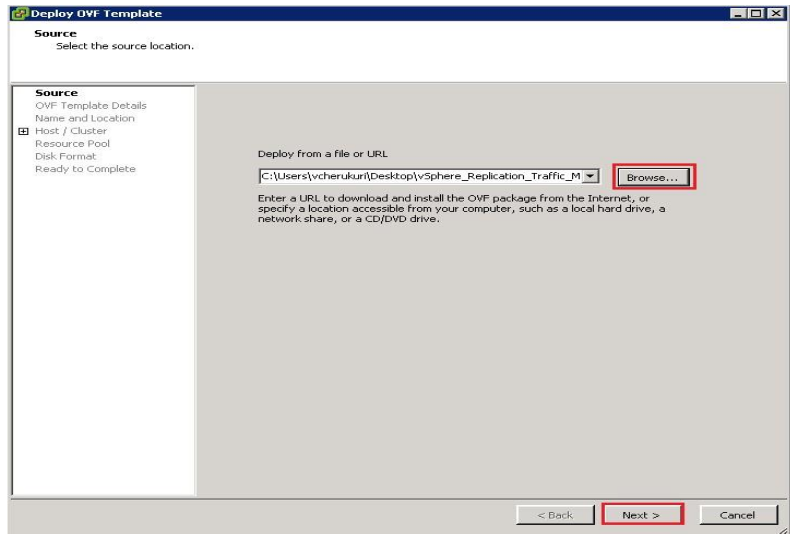 Deploy OVF Template
Source
Select the source location.
Source
OVF Template Details
Name and Location
Host / Cluster
Resource Pool
Disk Format
Ready to Complete
Deploy from a file or URL
C:\Users\vcherukuri\Desktop\vSphere_Replication_Traffic_M
Browse...
Enter a URL to download and install the OVF package from the Internet, or
specify a location accessible from your computer, such as a local hard drive, a
network share, or a CD/DVD drive.
< Back
Next >
Cancel